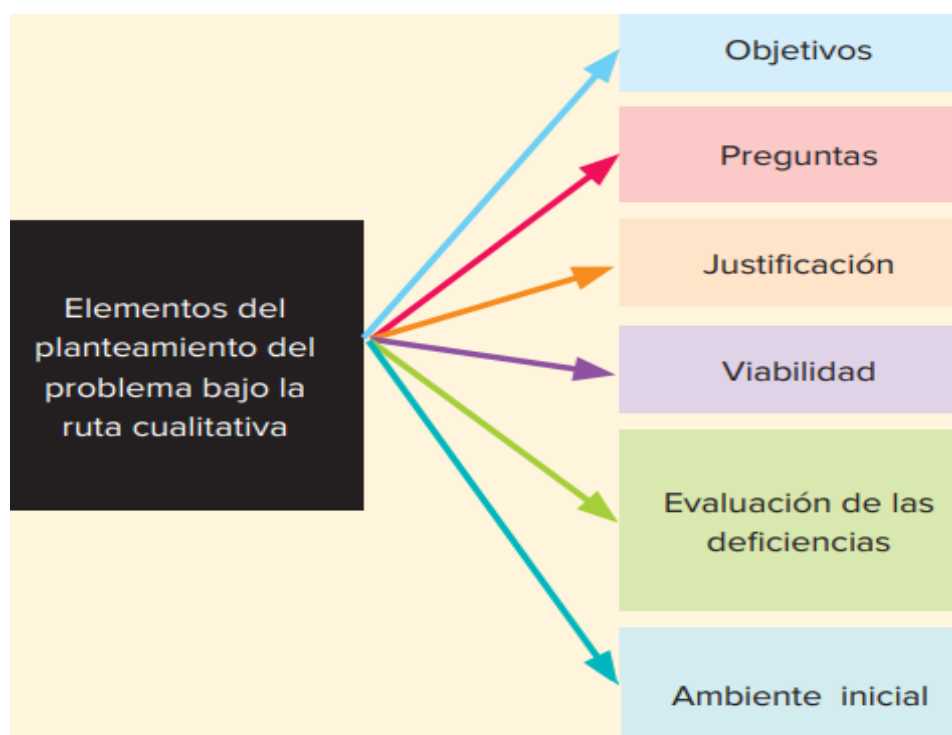 Elementos del
planteamiento del
problema bajo la
ruta cualitativa
Objetivos
Preguntas
Justificación
Viabilidad
Evaluación de las
deficiencias
Ambiente inicial